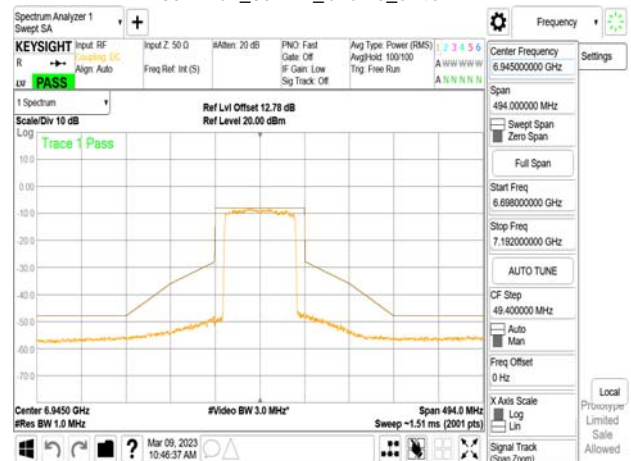 Spectrum Analyzer 1
Swept SA
Frequency
KEYSIGHT
Input: RF
Coupling: DC
Align: Auto
Input Z: 50 Ω
Freq Ref: Int (S)
#Atten: 20 dB
PNO: Fast
Gate: Off
IF Gain: Low
Sig Track: Off
Avg Type: Power (RMS)
Avg|Hold: 100/100
Trig: Free Run
1 2 3 4 5 6
A W W W W W
A N N N N N
R
LXI
PASS
1 Spectrum
Scale/Div 10 dB
Ref Lvl Offset 12.78 dB
Ref Level 20.00 dBm
Log
Trace 1 Pass
10.0
0.00
-10.0
-20.0
-30.0
-40.0
-50.0
-60.0
-70.0
Center 6.9450 GHz
#Res BW 1.0 MHz
#Video BW 3.0 MHz*
Span 494.0 MHz
Sweep ~1.51 ms (2001 pts)
Mar 09, 2023
10:46:37 AM
Center Frequency
6.945000000 GHz
Settings
Span
494.000000 MHz
Swept Span
Zero Span
Full Span
Start Freq
6.698000000 GHz
Stop Freq
7.192000000 GHz
AUTO TUNE
CF Step
49.400000 MHz
Auto
Man
Freq Offset
0 Hz
X Axis Scale
Log
Lin
Local
Prototype
Limited
Sale
Allowed
Signal Track
(Span Zoom)